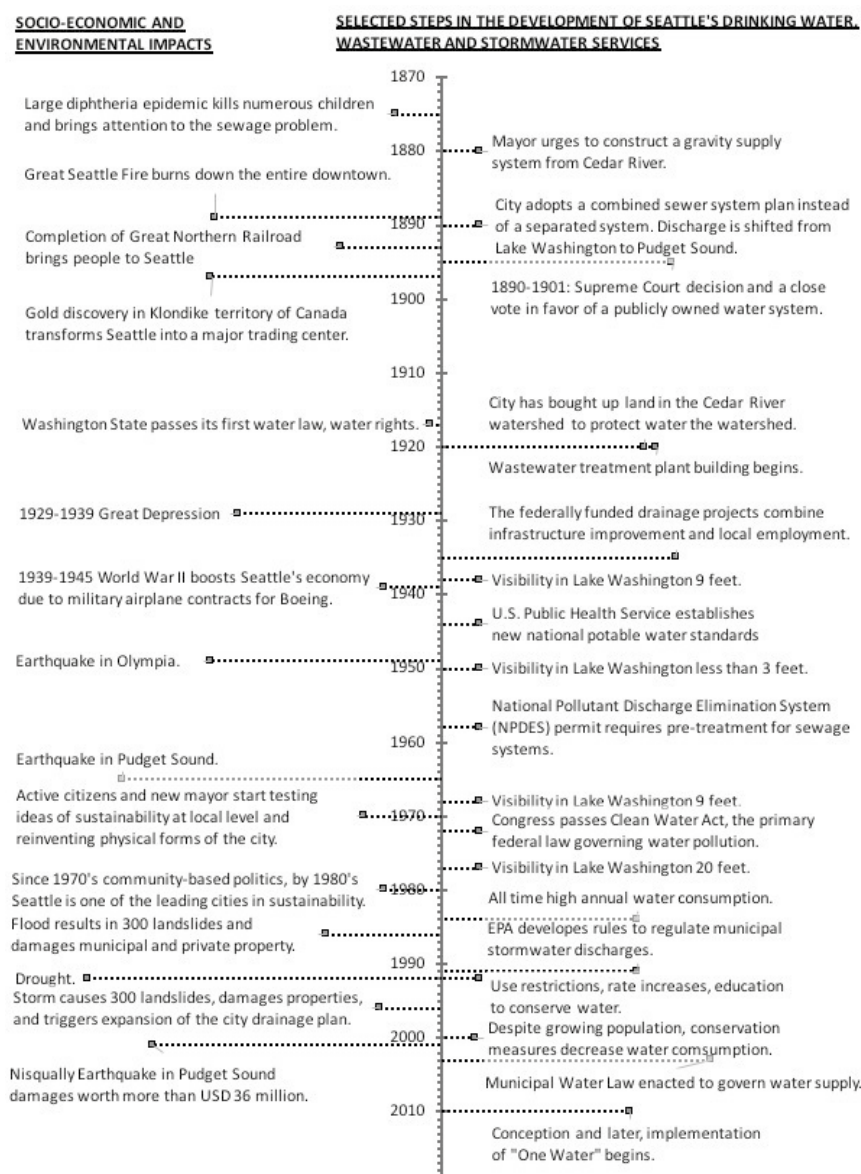 SOCIO-ECONOMIC AND
ENVIRONMENTAL IMPACTS
SELECTED STEPS IN THE DEVELOPMENT OF SEATTLE'S DRINKING WATER,
WASTEWATER AND STORMWATER SERVICES
1870
Large diphtheria epidemic kills numerous children
and brings attention to the sewage problem.
1880
Mayor urges to construct a gravity supply
system from Cedar River.
Great Seattle Fire burns down the entire downtown.
1890
City adopts a combined sewer system plan instead
of a separated system. Discharge is shifted from
Lake Washington to Pudget Sound.
Completion of Great Northern Railroad
brings people to Seattle
1900
1890-1901: Supreme Court decision and a close
vote in favor of a publicly owned water system.
Gold discovery in Klondike territory of Canada
transforms Seattle into a major trading center.
1910
City has bought up land in the Cedar River
watershed to protect water the watershed.
Washington State passes its first water law, water rights.
1920
Wastewater treatment plant building begins.
1929-1939 Great Depression
1930
The federally funded drainage projects combine
infrastructure improvement and local employment.
1939-1945 World War II boosts Seattle's economy
due to military airplane contracts for Boeing.
Visibility in Lake Washington 9 feet.
1940
U.S. Public Health Service establishes
new national potable water standards
Earthquake in Olympia.
1950
Visibility in Lake Washington less than 3 feet.
National Pollutant Discharge Elimination System
(NPDES) permit requires pre-treatment for sewage
systems.
1960
Earthquake in Pudget Sound.
Active citizens and new mayor start testing
ideas of sustainability at local level and
reinventing physical forms of the city.
Visibility in Lake Washington 9 feet.
1970
Congress passes Clean Water Act, the primary
federal law governing water pollution.
Visibility in Lake Washington 20 feet.
Since 1970's community-based politics, by 1980's
Seattle is one of the leading cities in sustainability.
1980
All time high annual water consumption.
Flood results in 300 landslides and
damages municipal and private property.
EPA developes rules to regulate municipal
stormwater discharges.
1990
Drought.
Use restrictions, rate increases, education
to conserve water.
Storm causes 300 landslides, damages properties,
and triggers expansion of the city drainage plan.
2000
Despite growing population, conservation
measures decrease water comsumption.
Nisqually Earthquake in Pudget Sound
damages worth more than USD 36 million.
Municipal Water Law enacted to govern water supply.
2010
Conception and later, implementation
of "One Water" begins.